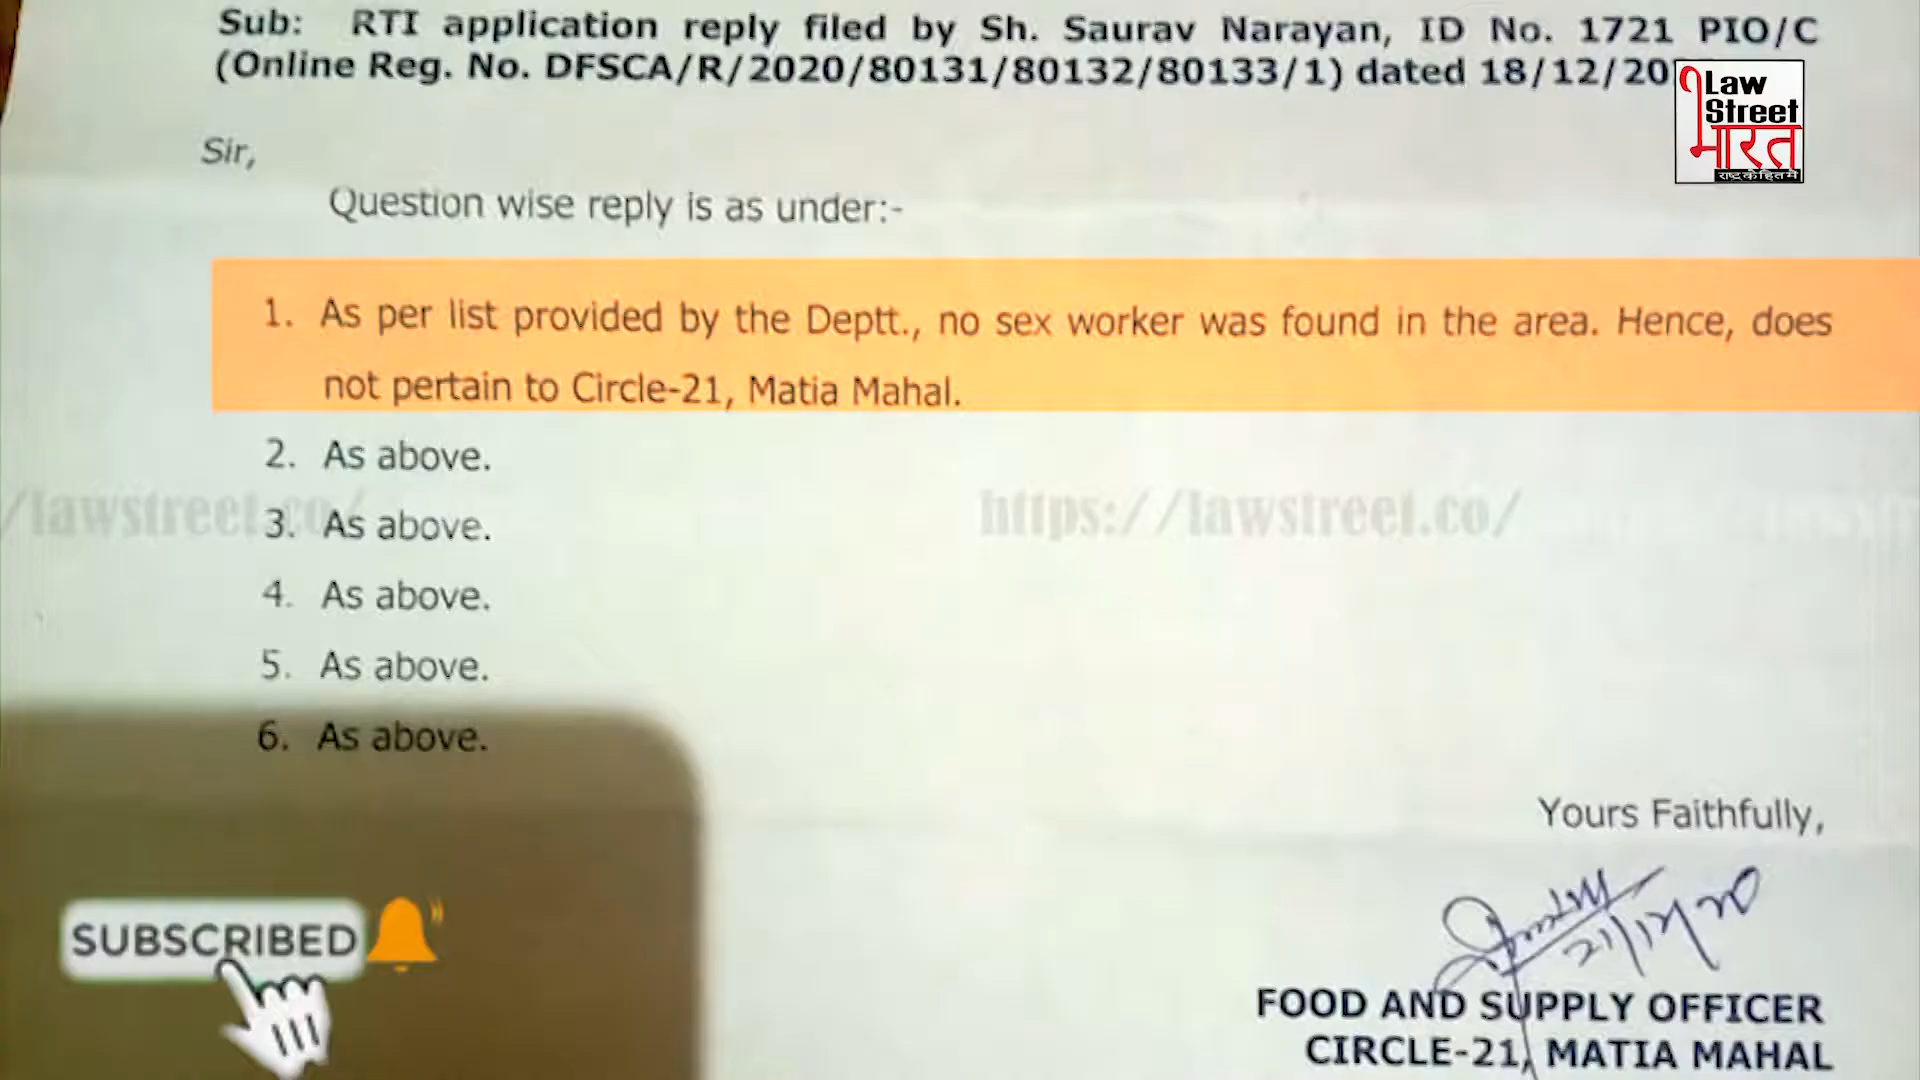 Sub: RTI application reply filed by Sh. Saurav Narayan, ID No. 1721 PIO/C
(Online Reg. No. DFSCA/R/2020/80131/80132/80133/1) dated 18/12/20
Law
Street
भारत
राष्ट्र के हित में
Sir,
Question wise reply is as under:-
1. As per list provided by the Deptt., no sex worker was found in the area. Hence, does
not pertain to Circle-21, Matia Mahal.
2. As above.
/lawstreet.co/
https://lawstreet.co/
3. As above.
4. As above.
5. As above.
6. As above.
Yours Faithfully,
SUBSCRIBED
FOOD AND SUPPLY OFFICER
CIRCLE-21, MATIA MAHAL